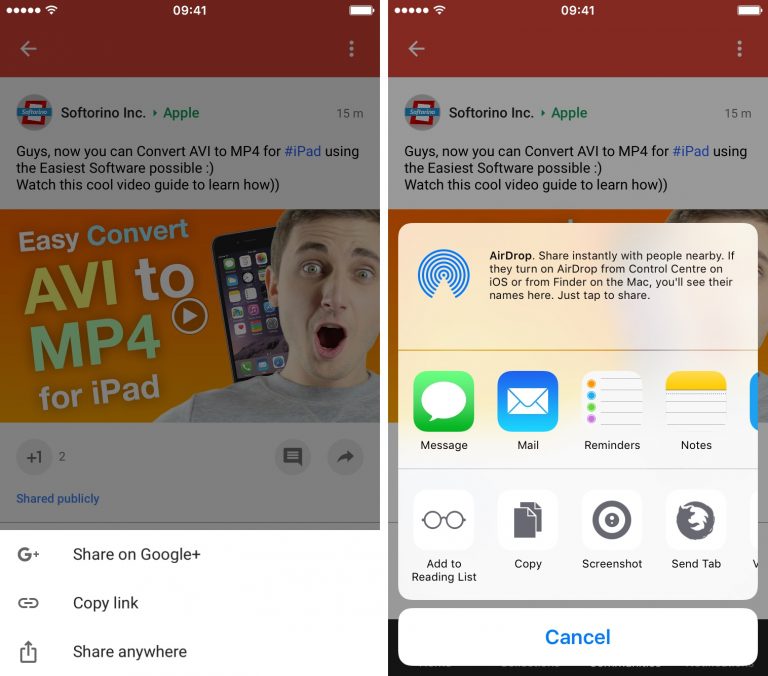 09:41
Softorino Inc. Apple
15 m
Guys, now you can Convert AVI to MP4 for #iPad using
the Easiest Software possible :)
Watch this cool video guide to learn how))
Easy Convert
AVI to
MP4
for iPad
+1 2
Shared publicly
G+ Share on Google+
Copy link
Share anywhere
09:41
Softorino Inc. Apple
15 m
Guys, now you can Convert AVI to MP4 for #iPad using
the Easiest Software possible :)
Watch this cool video guide to learn how))
AirDrop. Share instantly with people nearby. If
they turn on AirDrop from Control Centre on
iOS or from Finder on the Mac, you'll see their
names here. Just tap to share.
Message Mail Reminders Notes
Add to
Reading List
Copy Screenshot Send Tab
Cancel